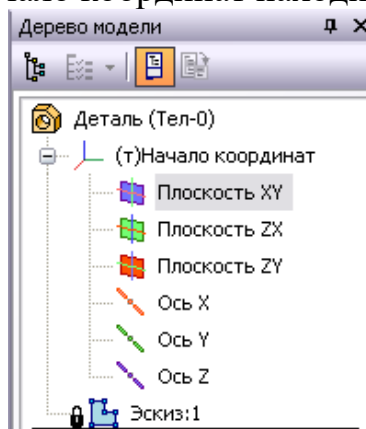 Дерево модели
Деталь (Тел-0)
(т)Начало координат
Плоскость XY
Плоскость ZX
Плоскость ZY
Ось X
Ось Y
Ось Z
Эскиз:1